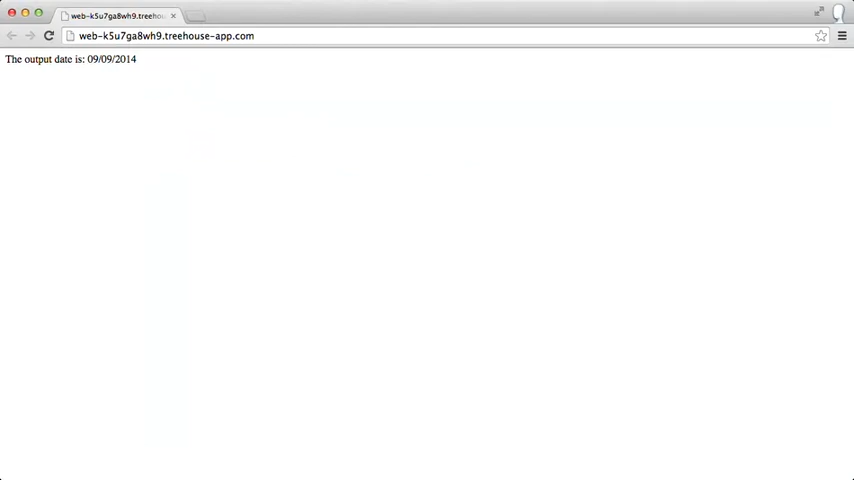 web-k5u7ga8wh9.treehou
web-k5u7ga8wh9.treehouse-app.com
The output date is: 09/09/2014